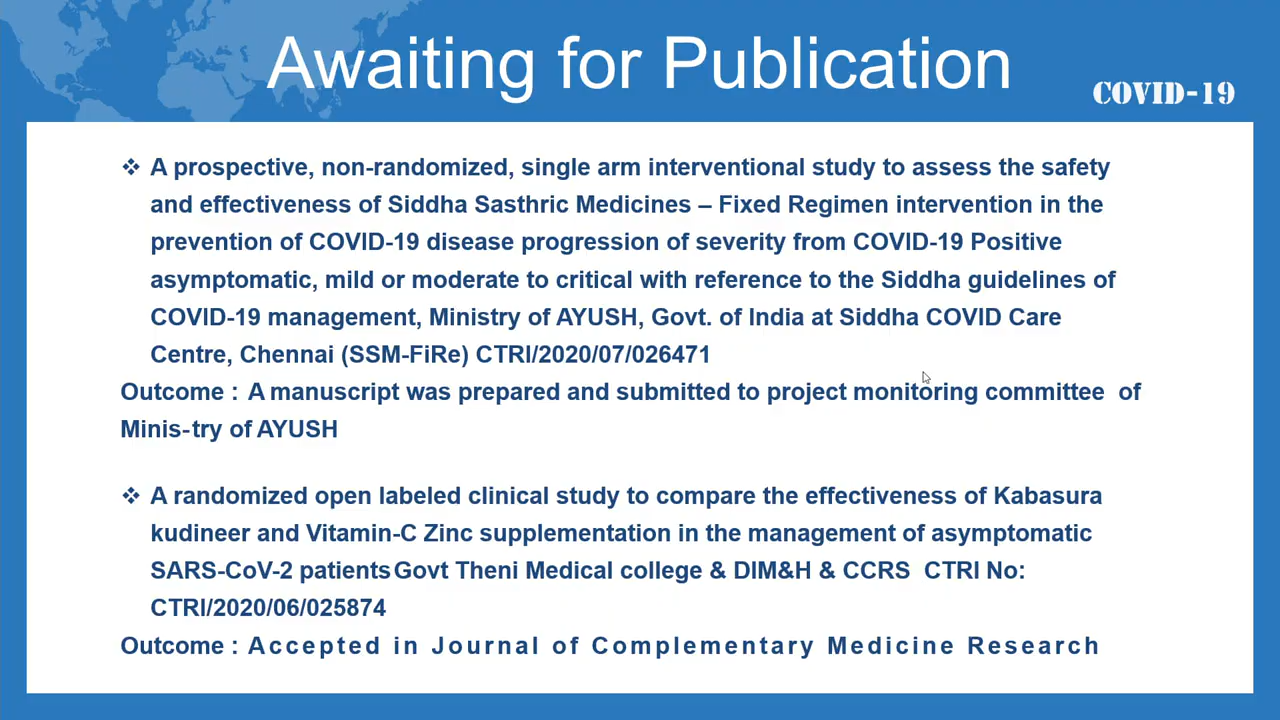 Awaiting for Publication
COVID-19
❖ A prospective, non-randomized, single arm interventional study to assess the safety
and effectiveness of Siddha Sasthric Medicines – Fixed Regimen intervention in the
prevention of COVID-19 disease progression of severity from COVID-19 Positive
asymptomatic, mild or moderate to critical with reference to the Siddha guidelines of
COVID-19 management, Ministry of AYUSH, Govt. of India at Siddha COVID Care
Centre, Chennai (SSM-FiRe) CTRI/2020/07/026471
Outcome : A manuscript was prepared and submitted to project monitoring committee of
Minis-try of AYUSH
❖ A randomized open labeled clinical study to compare the effectiveness of Kabasura
kudineer and Vitamin-C Zinc supplementation in the management of asymptomatic
SARS-CoV-2 patients Govt Theni Medical college & DIM&H & CCRS CTRI No:
CTRI/2020/06/025874
Outcome : Accepted in Journal of Complementary Medicine Research